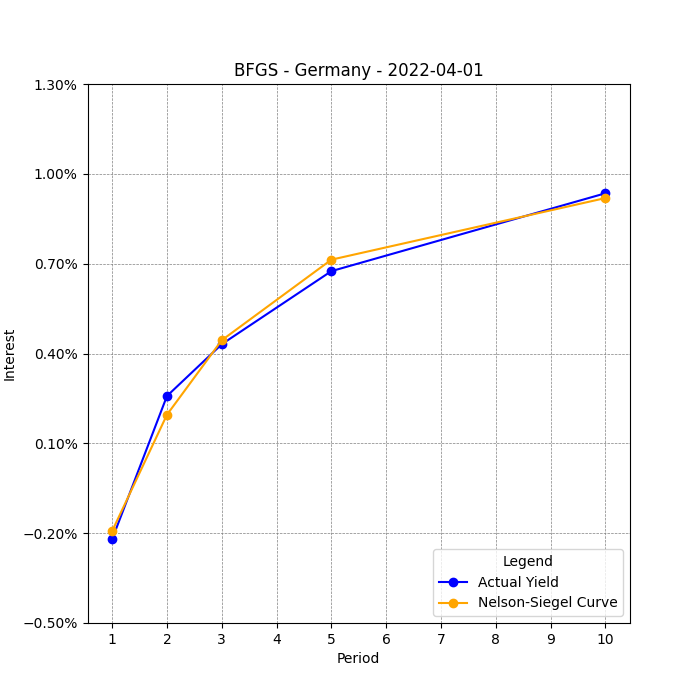 BFGS - Germany - 2022-04-01
1.30%
1.00%
0.70%
0.40%
0.10%
−0.20%
−0.50%
Interest
1 2 3 4 5 6 7 8 9 10
Period
Legend
Actual Yield
Nelson-Siegel Curve